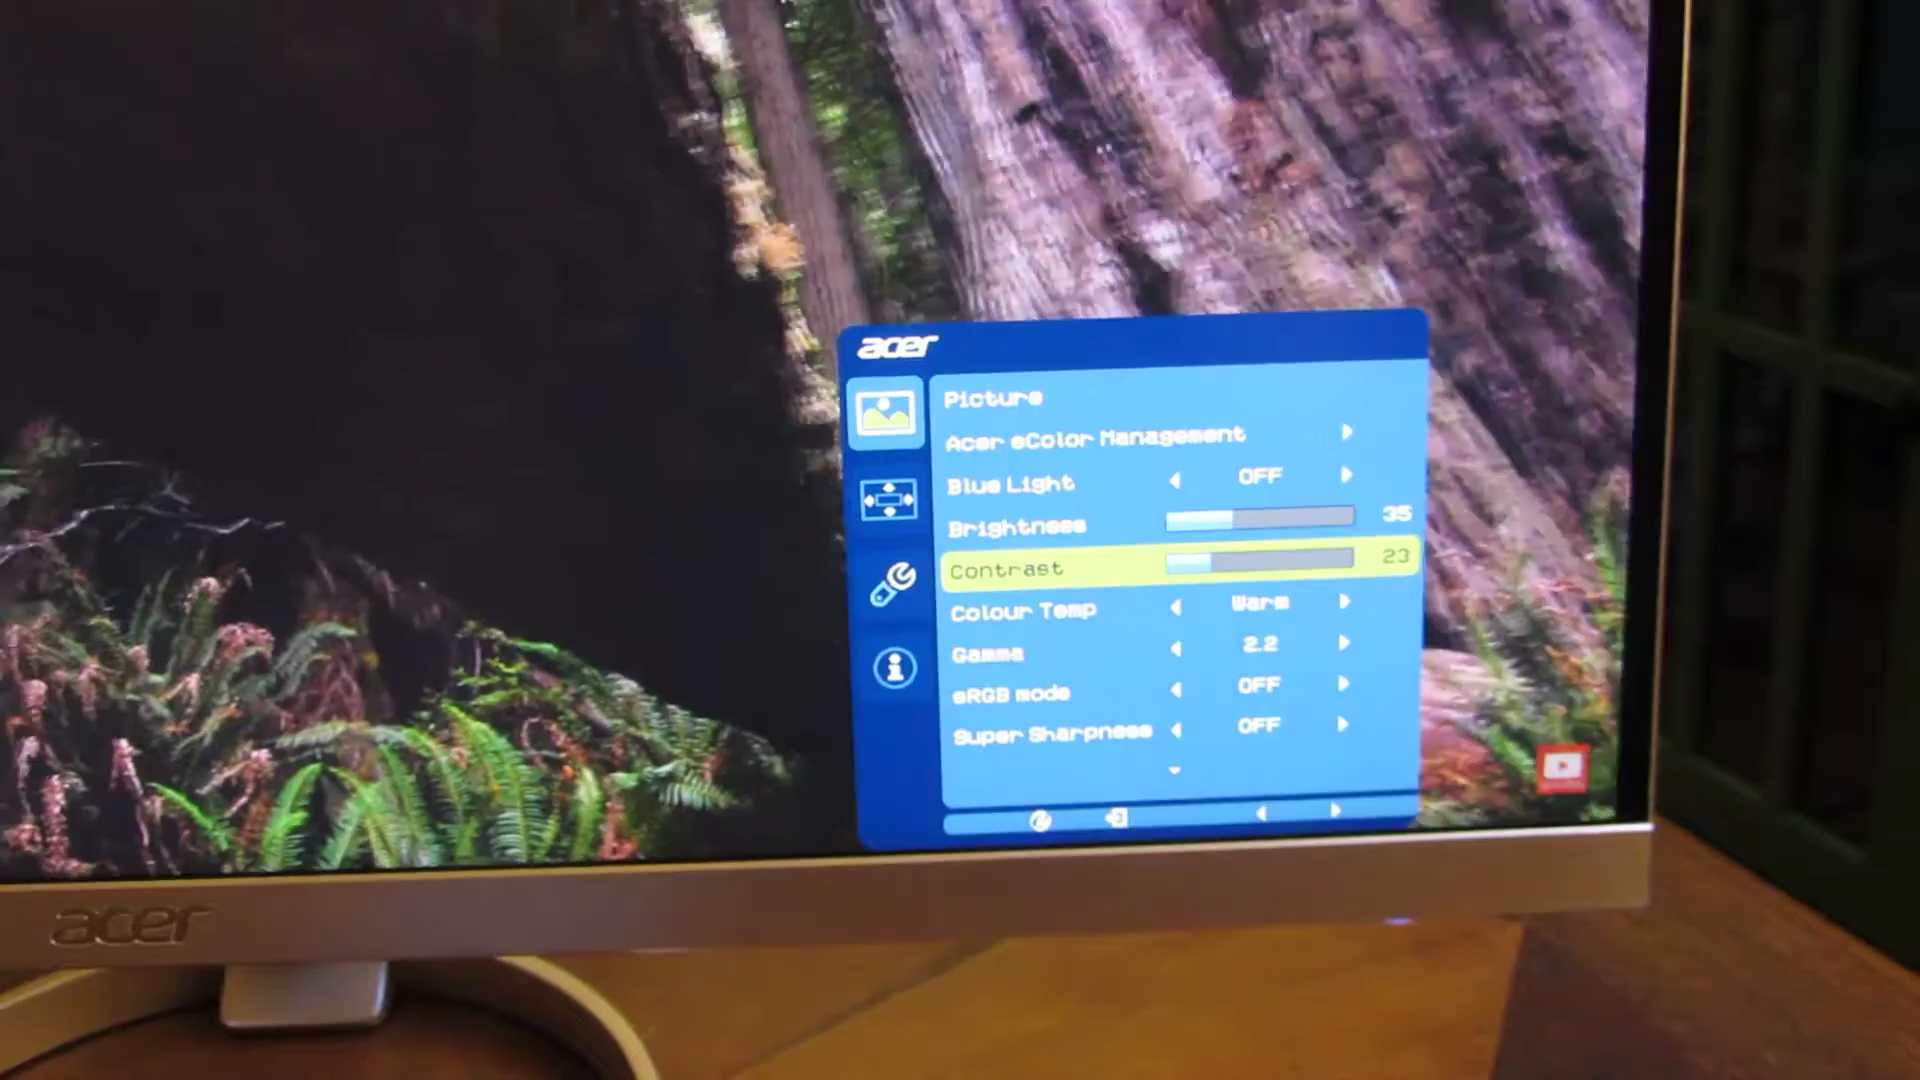 acer
Picture
Acer eColor Management
Blue Light OFF
Brightness 35
Contrast 23
Colour Temp Warm
Gamma 2.2
sRGB mode OFF
Super Sharpness OFF
acer